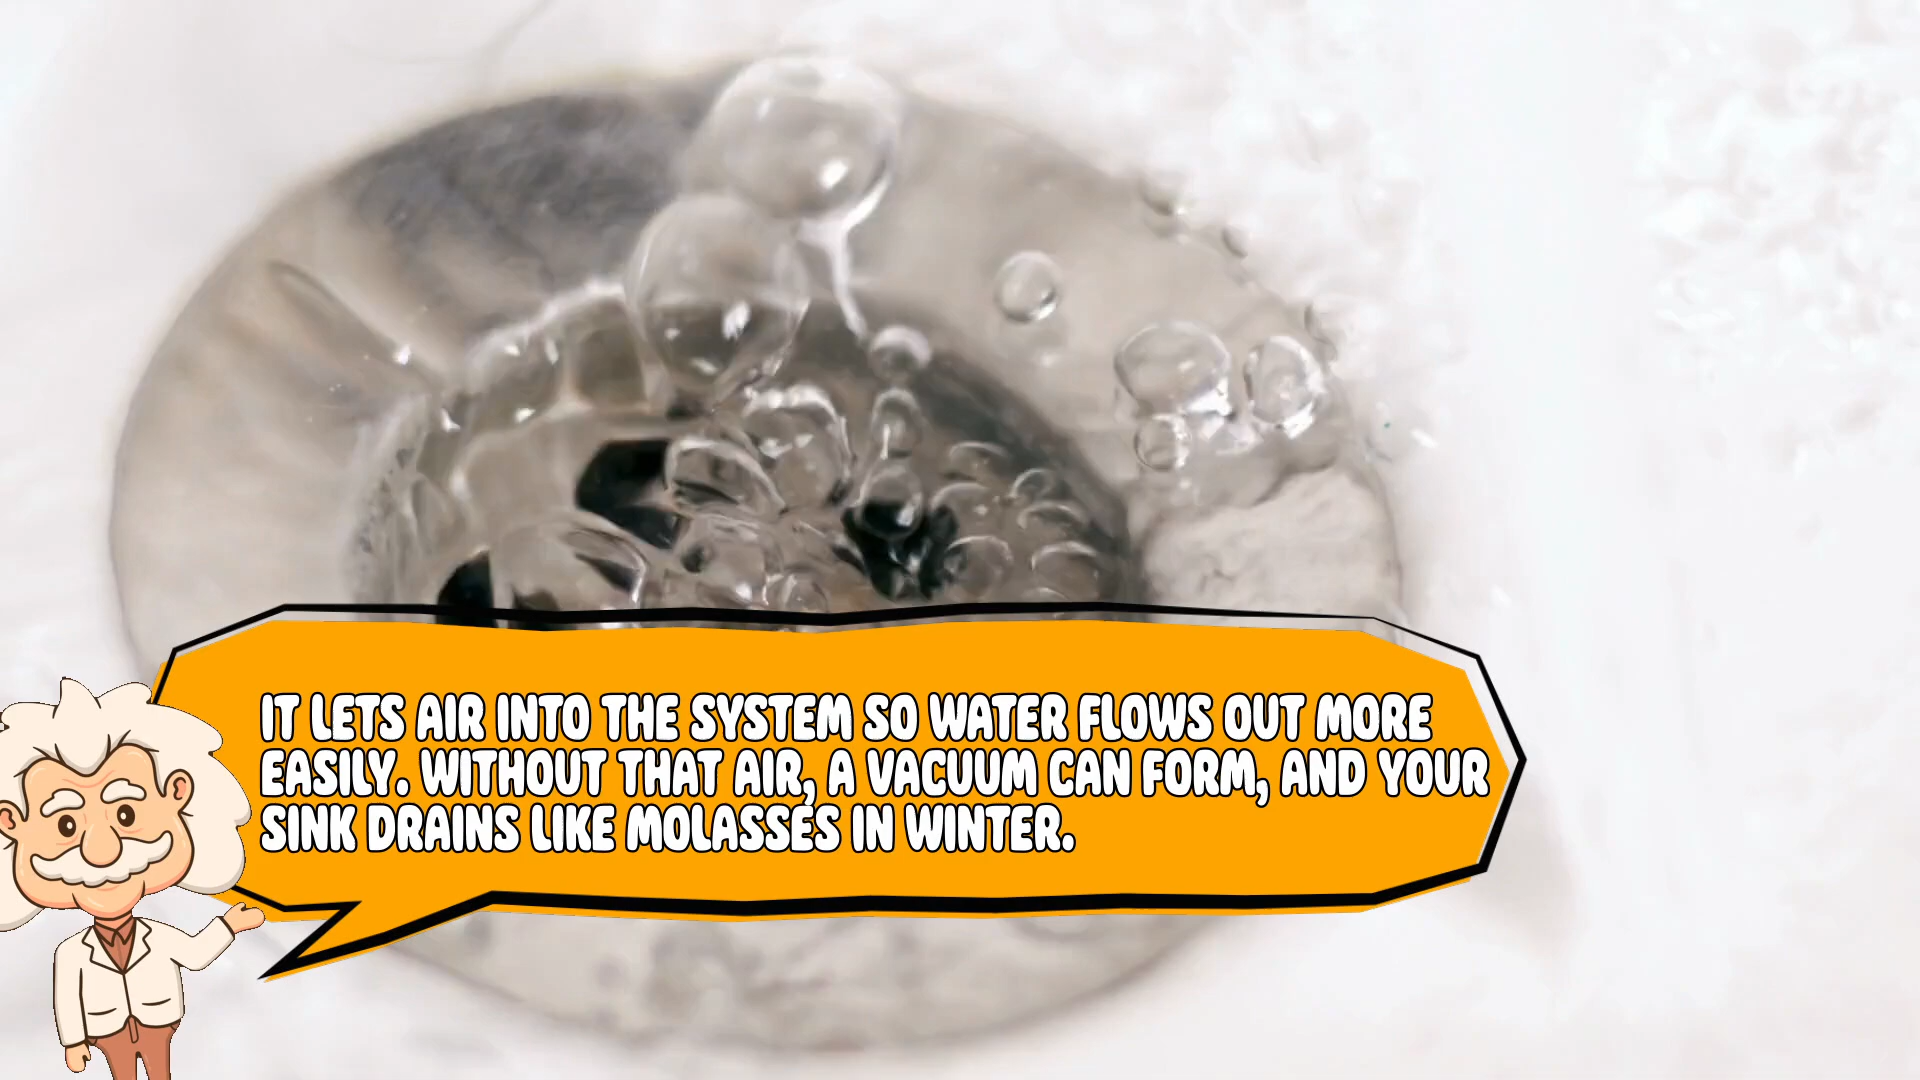 IT LETS AIR INTO THE SYSTEM SO WATER FLOWS OUT MORE
EASILY. WITHOUT THAT AIR, A VACUUM CAN FORM, AND YOUR
SINK DRAINS LIKE MOLASSES IN WINTER.